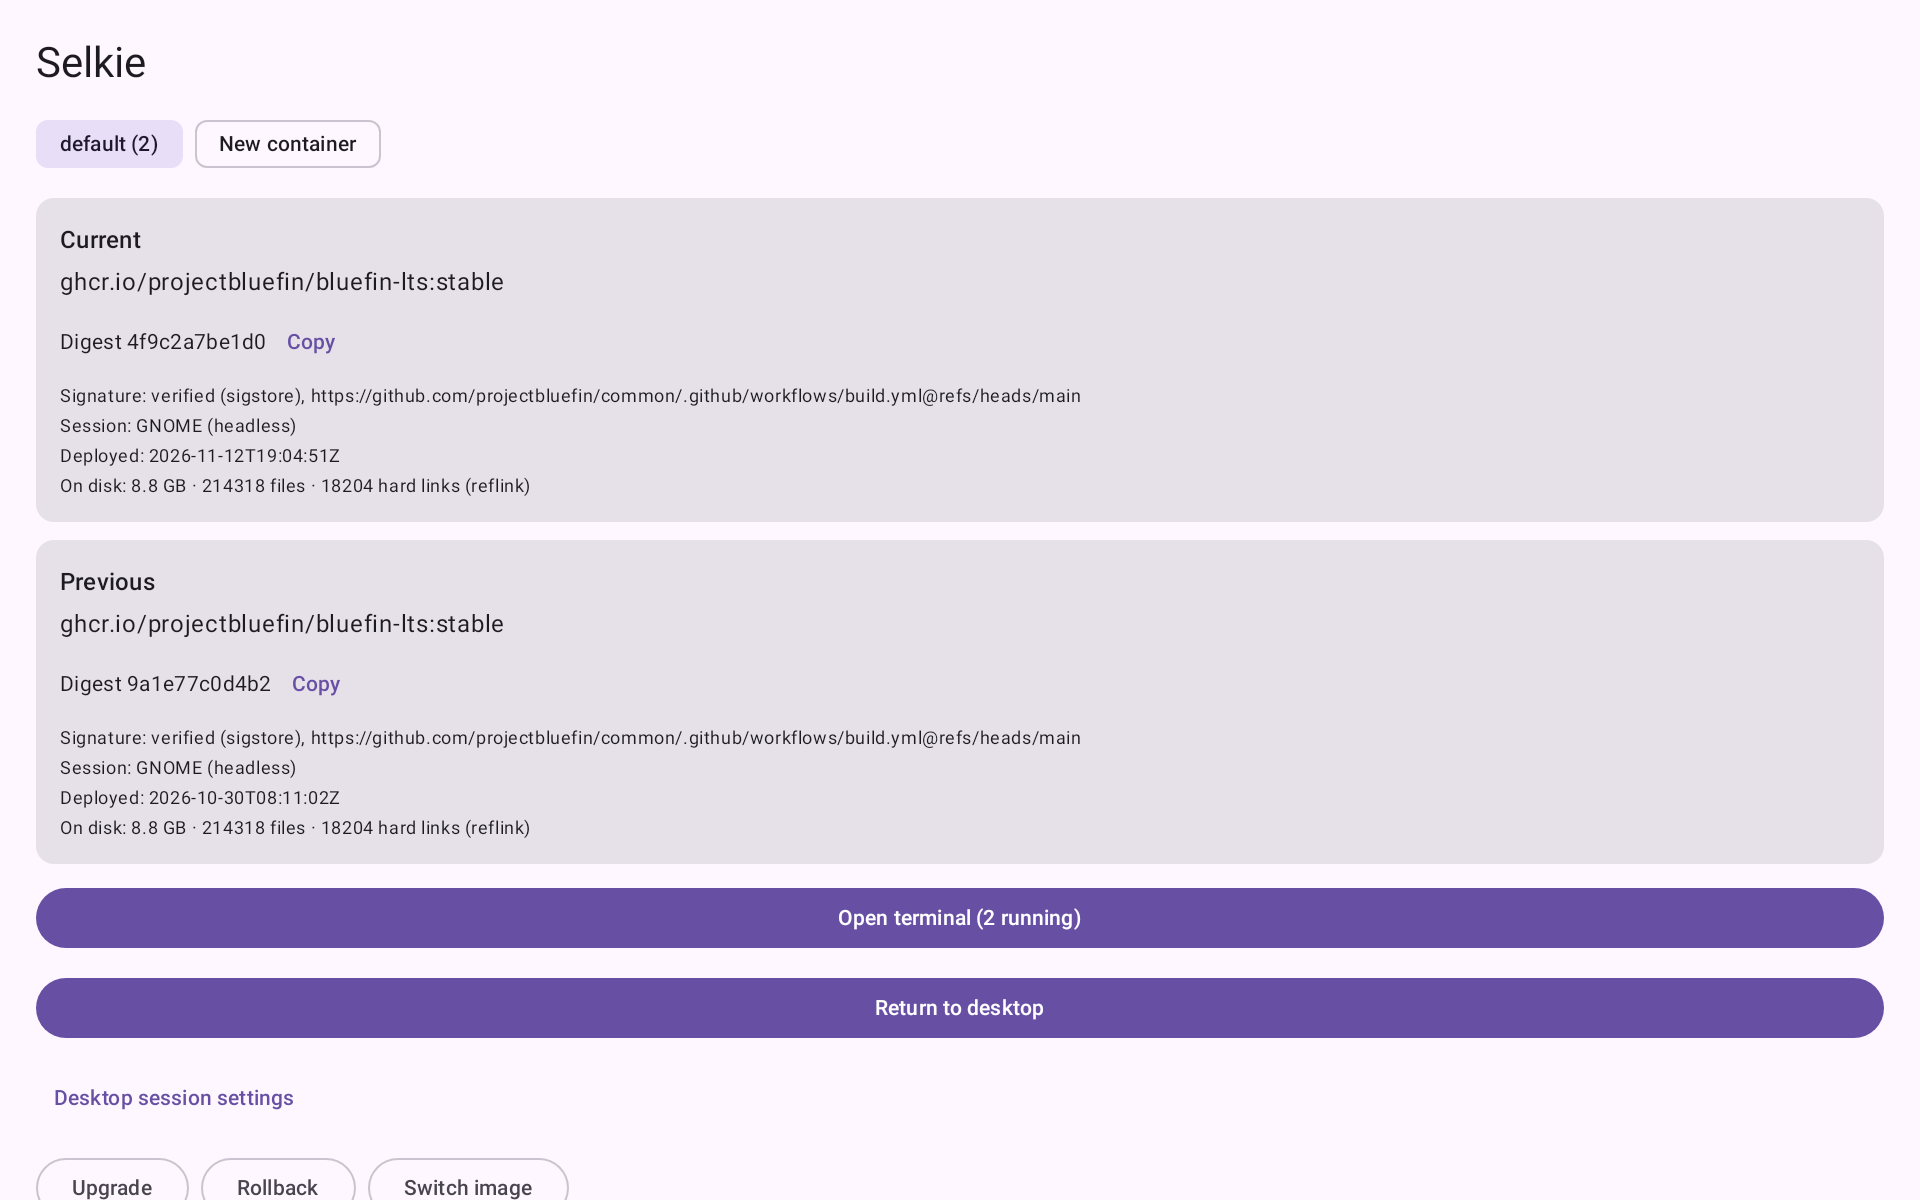 Selkie
default (2)
New container
Current
ghcr.io/projectbluefin/bluefin-lts:stable
Digest 4f9c2a7be1d0 Copy
Signature: verified (sigstore), https://github.com/projectbluefin/common/.github/workflows/build.yml@refs/heads/main
Session: GNOME (headless)
Deployed: 2026-11-12T19:04:51Z
On disk: 8.8 GB · 214318 files · 18204 hard links (reflink)
Previous
ghcr.io/projectbluefin/bluefin-lts:stable
Digest 9a1e77c0d4b2 Copy
Signature: verified (sigstore), https://github.com/projectbluefin/common/.github/workflows/build.yml@refs/heads/main
Session: GNOME (headless)
Deployed: 2026-10-30T08:11:02Z
On disk: 8.8 GB · 214318 files · 18204 hard links (reflink)
Open terminal (2 running)
Return to desktop
Desktop session settings
Upgrade
Rollback
Switch image